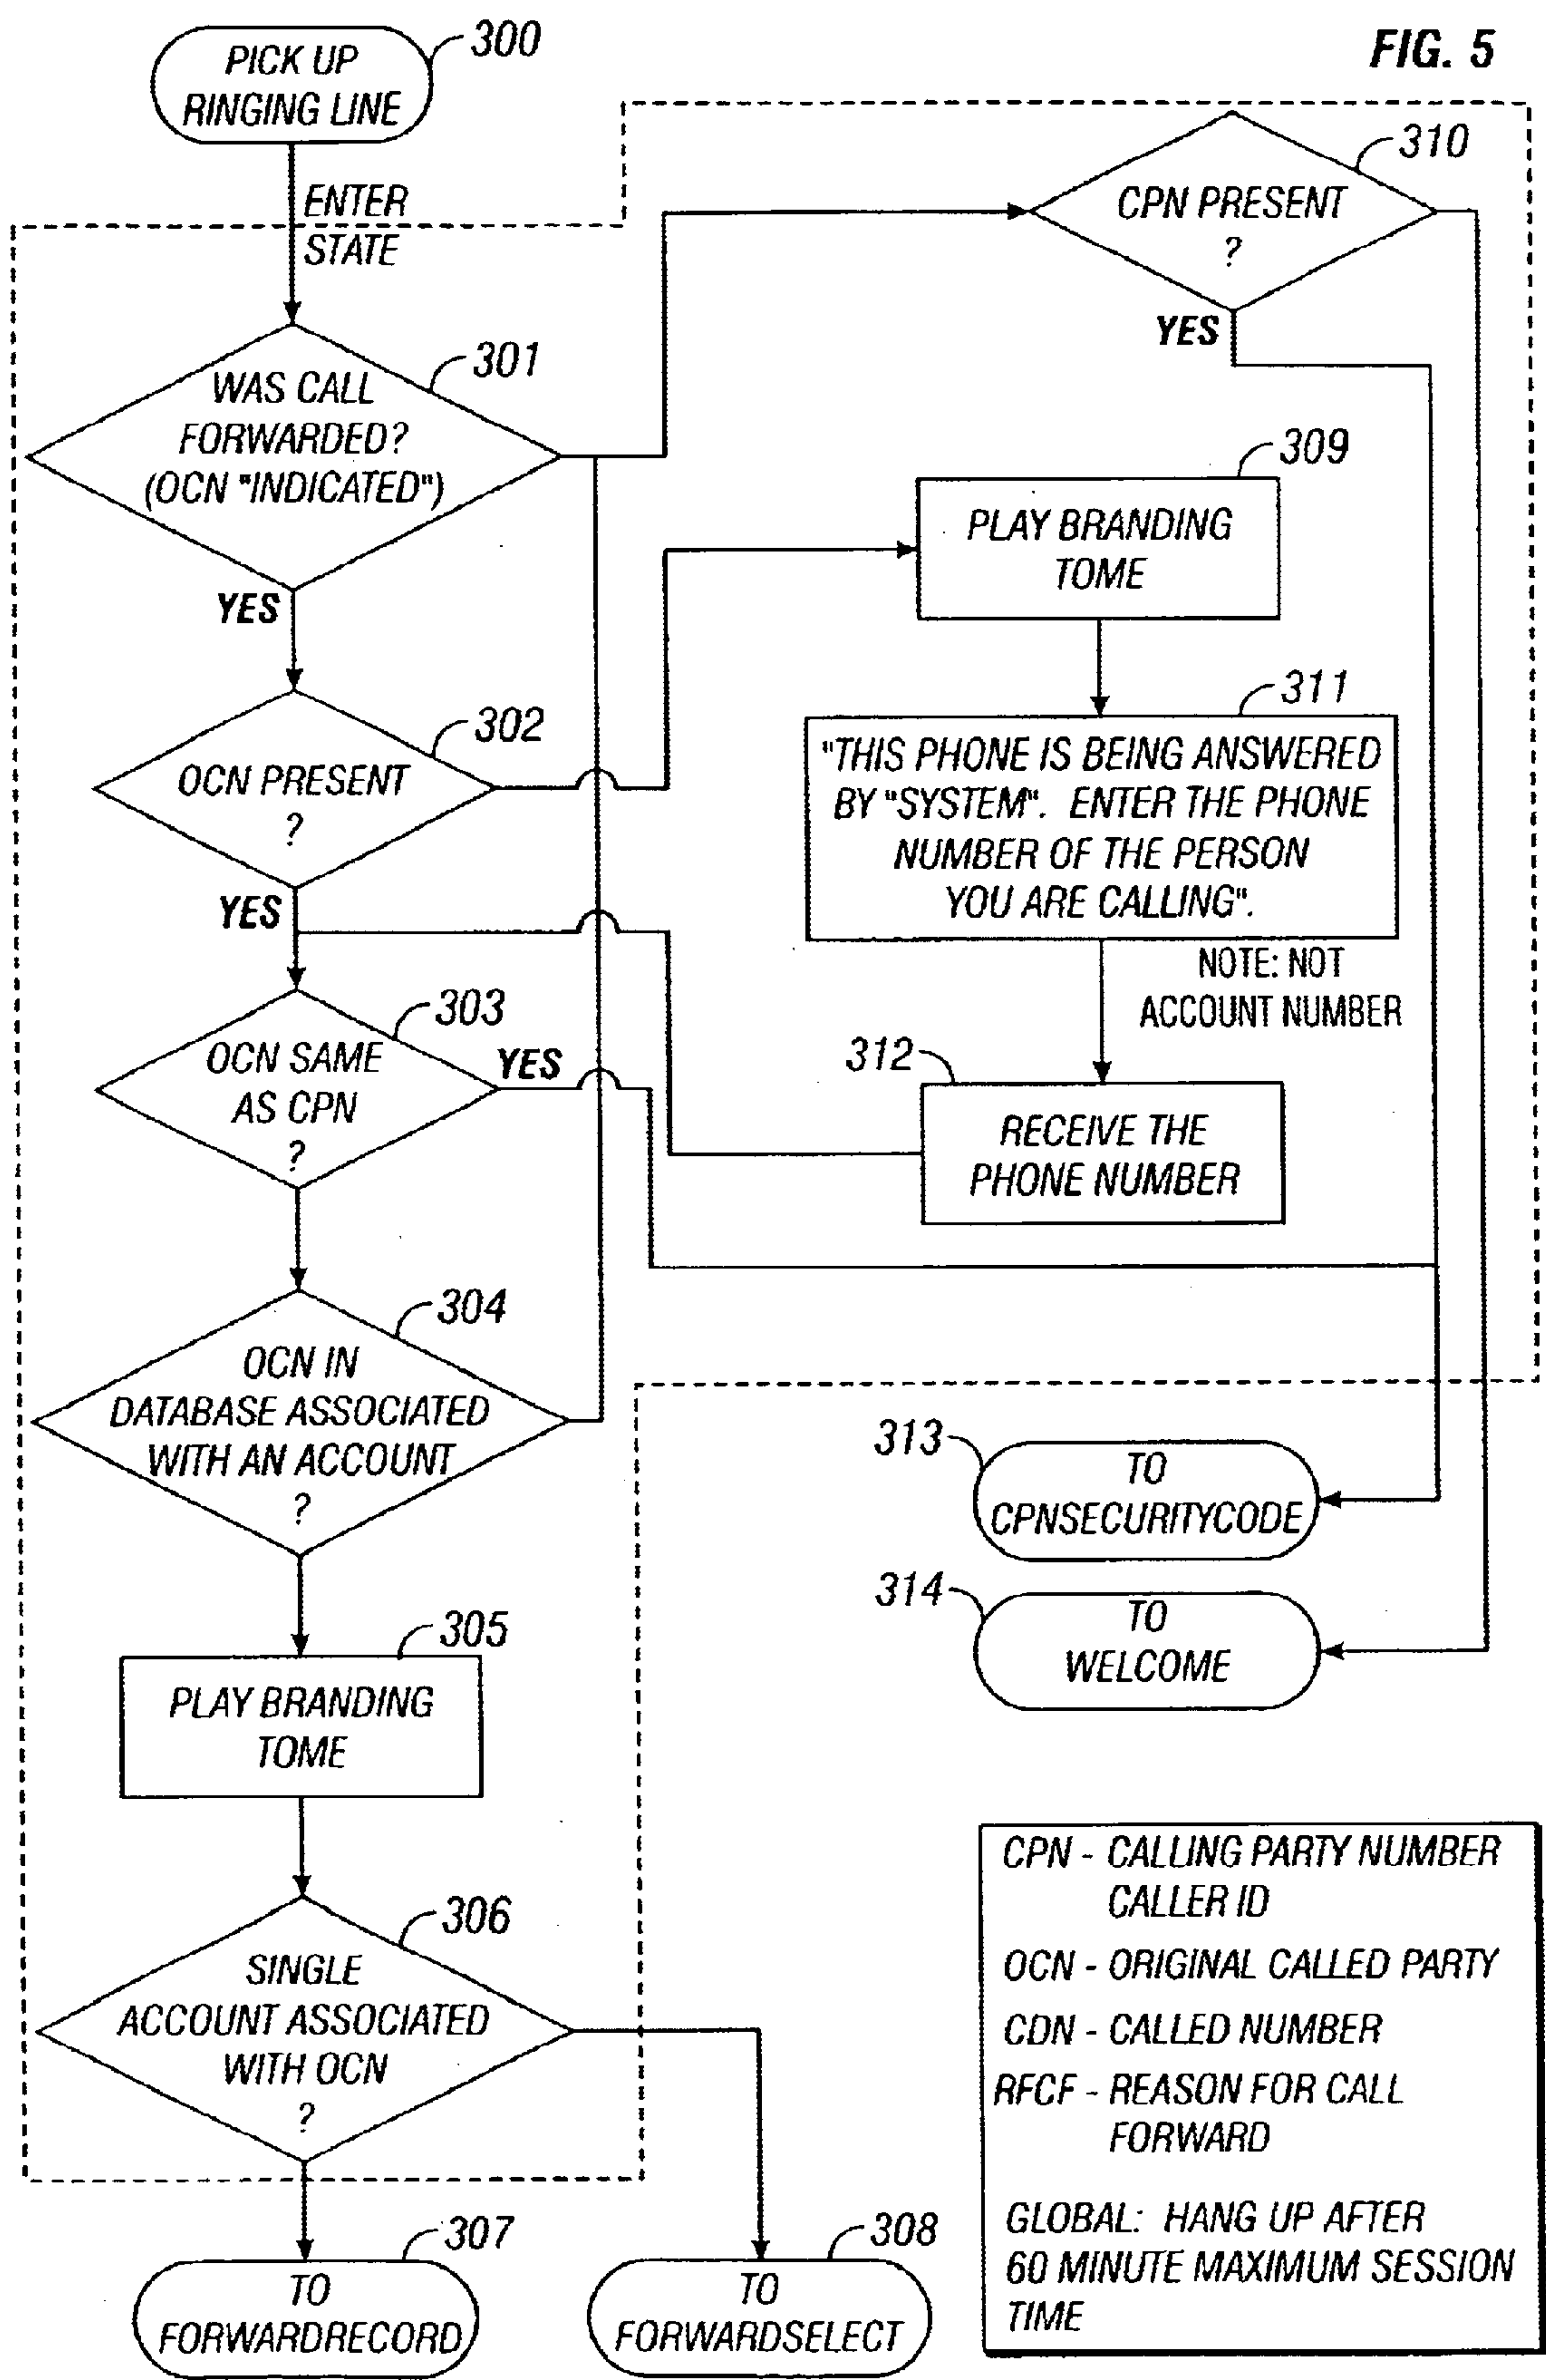 FIG. 5
PICK UP
RINGING LINE
300
ENTER
STATE
310
CPN PRESENT
?
YES
301
WAS CALL
FORWARDED?
(OCN "INDICATED")
YES
309
PLAY BRANDING
TOME
302
OCN PRESENT
?
YES
311
"THIS PHONE IS BEING ANSWERED
BY "SYSTEM". ENTER THE PHONE
NUMBER OF THE PERSON
YOU ARE CALLING".
NOTE: NOT
ACCOUNT NUMBER
303
OCN SAME
AS CPN
?
YES
312
RECEIVE THE
PHONE NUMBER
304
OCN IN
DATABASE ASSOCIATED
WITH AN ACCOUNT
?
313
TO
CPNSECURITYCODE
314
TO
WELCOME
305
PLAY BRANDING
TOME
306
SINGLE
ACCOUNT ASSOCIATED
WITH OCN
?
307
TO
FORWARDRECORD
308
TO
FORWARDSELECT
CPN - CALLING PARTY NUMBER
CALLER ID
OCN - ORIGINAL CALLED PARTY
CDN - CALLED NUMBER
RFCF - REASON FOR CALL
FORWARD
GLOBAL: HANG UP AFTER
60 MINUTE MAXIMUM SESSION
TIME